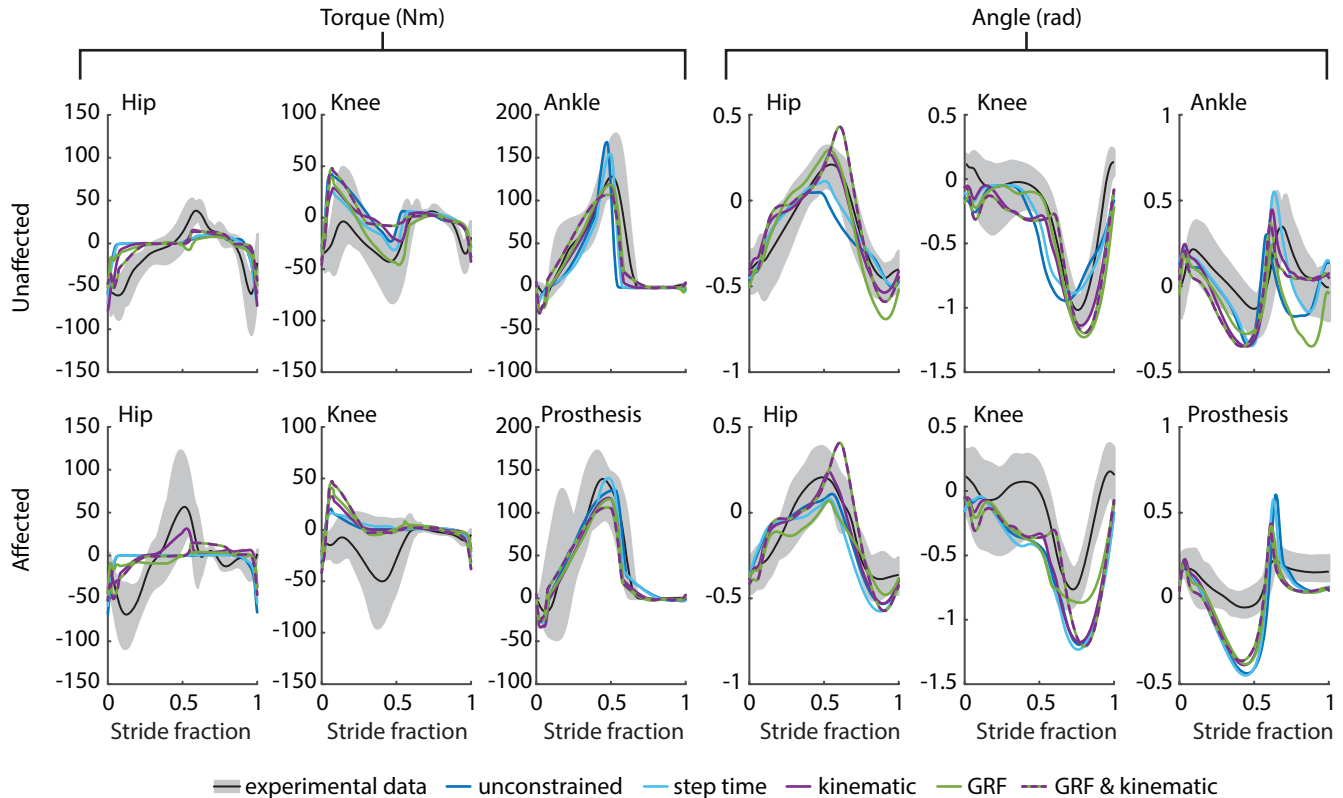 Torque (Nm) Angle (rad)
Hip Knee Ankle Hip Knee Ankle
150 100 200 0.5 0.5 1
100 50 150 0 0 0.5
50 0 100 -0.5 -0.5 0
0 -50 50 -1 -1 -0.5
-50 -100 0 -1.5
-100 -150 -50
-150 -100
Unaffected
Hip Knee Prosthesis Hip Knee Prosthesis
150 100 200 0.5 0.5 1
100 50 150 0 0 0.5
50 0 100 -0.5 -0.5 0
0 -50 50 -1 -1 -0.5
-50 -100 0 -1.5
-100 -150 -50
-150 -100
Affected
0 0.5 1 0 0.5 1 0 0.5 1 0 0.5 1 0 0.5 1 0 0.5 1
Stride fraction Stride fraction Stride fraction Stride fraction Stride fraction Stride fraction
experimental data unconstrained step time kinematic GRF GRF & kinematic